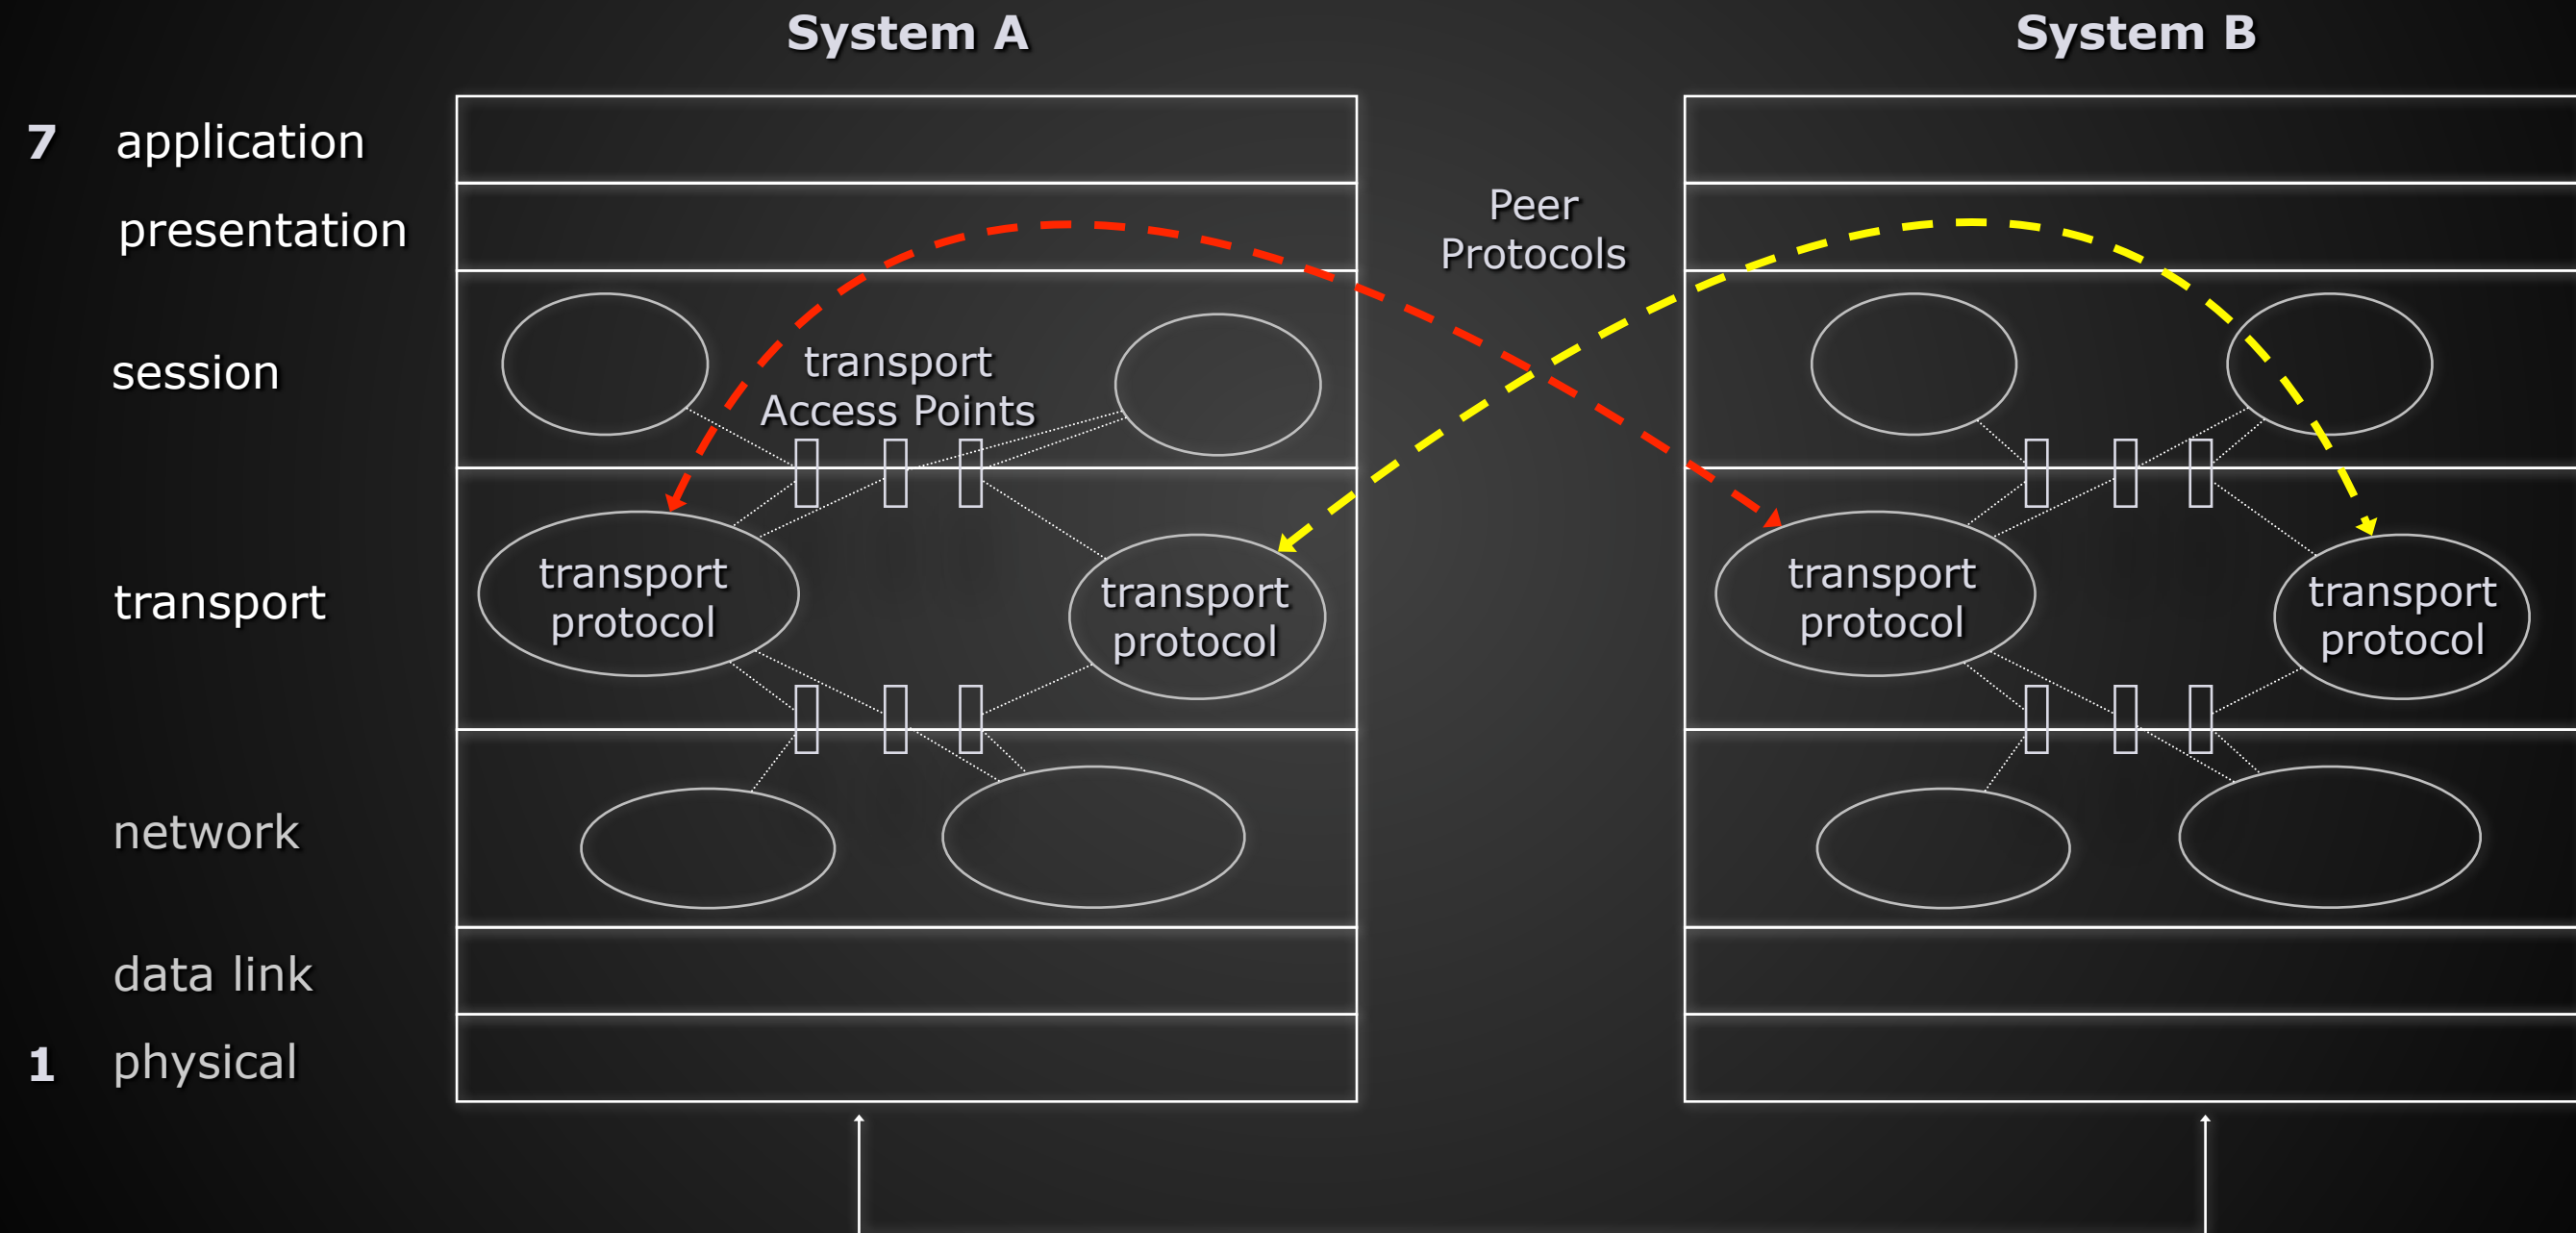 System A
System B
7 application
presentation
Peer
Protocols
session
transport
Access Points
transport
transport
protocol
transport
protocol
transport
protocol
transport
protocol
network
data link
1 physical